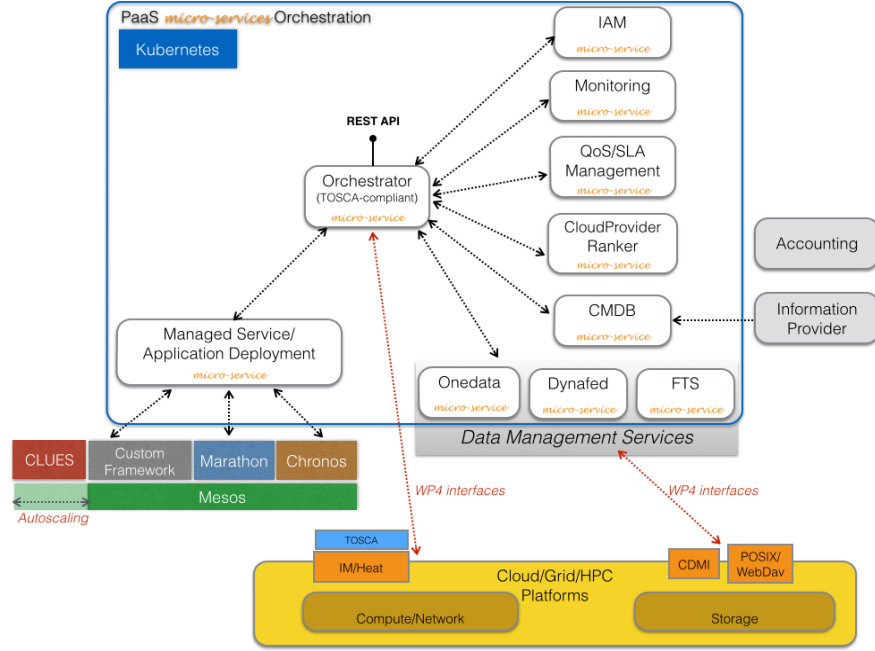 PaaS micro-services Orchestration
Kubernetes
IAM
micro-service
Monitoring
micro-service
REST API
QoS/SLA
Management
micro-service
Orchestrator
(TOSCA-compliant)
micro-service
CloudProvider
Ranker
micro-service
Accounting
CMDB
micro-service
Information
Provider
Managed Service/
Application Deployment
micro-service
Onedata
micro-service
Dynafed
micro-service
FTS
micro-service
Data Management Services
CLUES
Custom
Framework
Marathon
Chronos
Mesos
Autoscaling
WP4 interfaces
WP4 interfaces
TOSCA
IM/Heat
CDMI
POSIX/
WebDav
Cloud/Grid/HPC
Platforms
Compute/Network
Storage